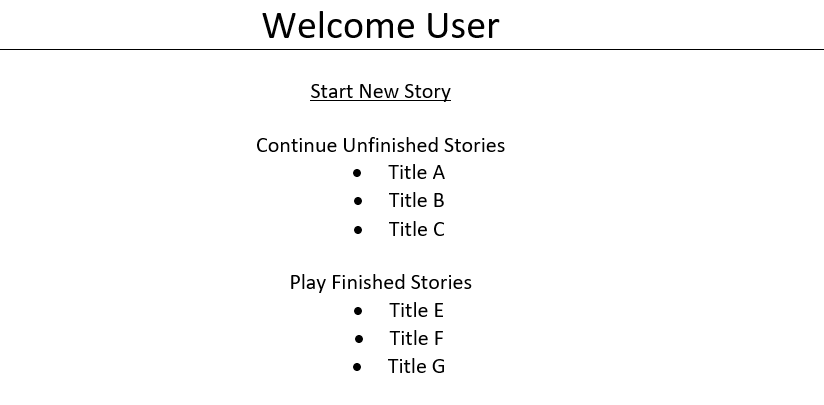 Welcome User
Start New Story
Continue Unfinished Stories
• Title A
• Title B
• Title C
Play Finished Stories
• Title E
• Title F
• Title G